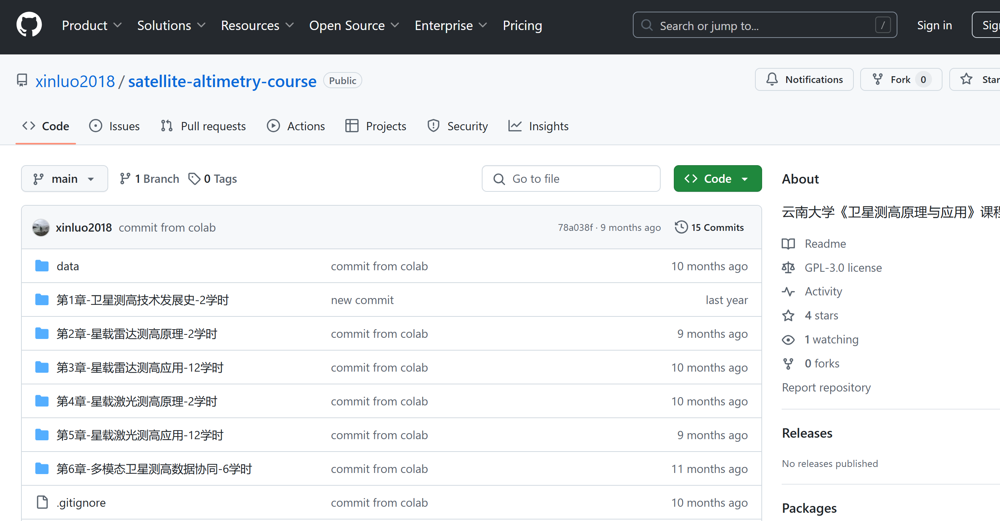 Product Solutions Resources Open Source Enterprise Pricing Search or jump to... / Sign in
xinluo2018 / satellite-altimetry-course Public Notifications Fork 0
Code Issues Pull requests Actions Projects Security Insights
main 1 Branch 0 Tags Go to file Code
xinluo2018 commit from colab 78a038f · 9 months ago 15 Commits
data commit from colab 10 months ago
第1章-卫星测高技术发展史-2学时 new commit last year
第2章-星载雷达测高原理-2学时 commit from colab 9 months ago
第3章-星载雷达测高应用-12学时 commit from colab 10 months ago
第4章-星载激光测高原理-2学时 commit from colab 10 months ago
第5章-星载激光测高应用-12学时 commit from colab 9 months ago
第6章-多模态卫星测高数据协同-6学时 commit from colab 11 months ago
.gitignore commit from colab 10 months ago
About
云南大学《卫星测高原理与应用》课程
Readme
GPL-3.0 license
Activity
4 stars
1 watching
0 forks
Report repository
Releases
No releases published
Packages